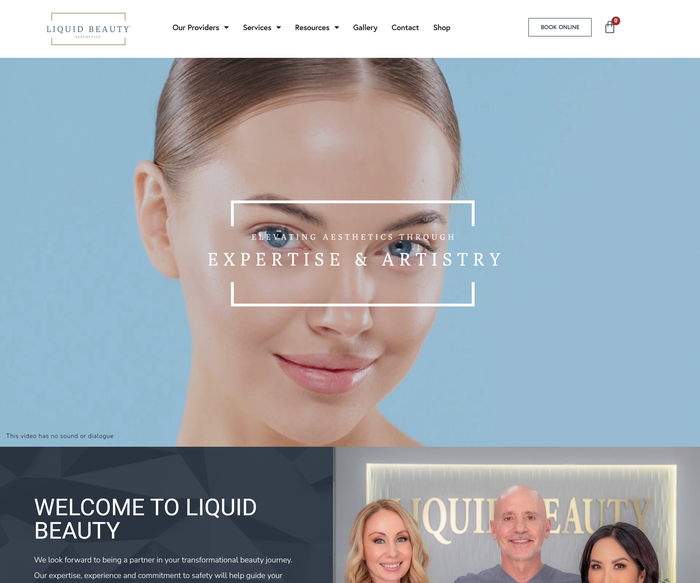 LIQUID BEAUTY
AESTHETICS
Our Providers
Services
Resources
Gallery
Contact
Shop
BOOK ONLINE
0
ELEVATING AESTHETICS THROUGH
EXPERTISE & ARTISTRY
This video has no sound or dialogue
WELCOME TO LIQUID
BEAUTY
We look forward to being a partner in your transformational beauty journey.
Our expertise, experience and commitment to safety will help guide your
LIQUID BEAUTY